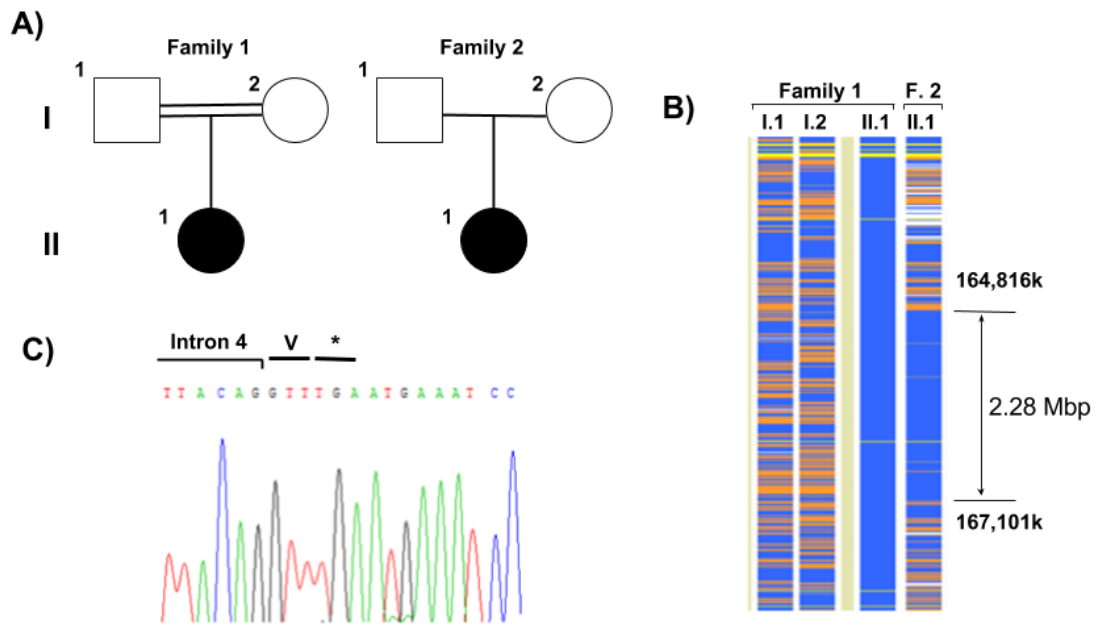 A)
Family 1
Family 2
1
2
1
2
I
1
1
II
B)
Family 1
F. 2
I.1
I.2
II.1
II.1
164,816k
2.28 Mbp
167,101k
C)
Intron 4
V
*
T T A C A G G T T T G A A T G A A A T C C